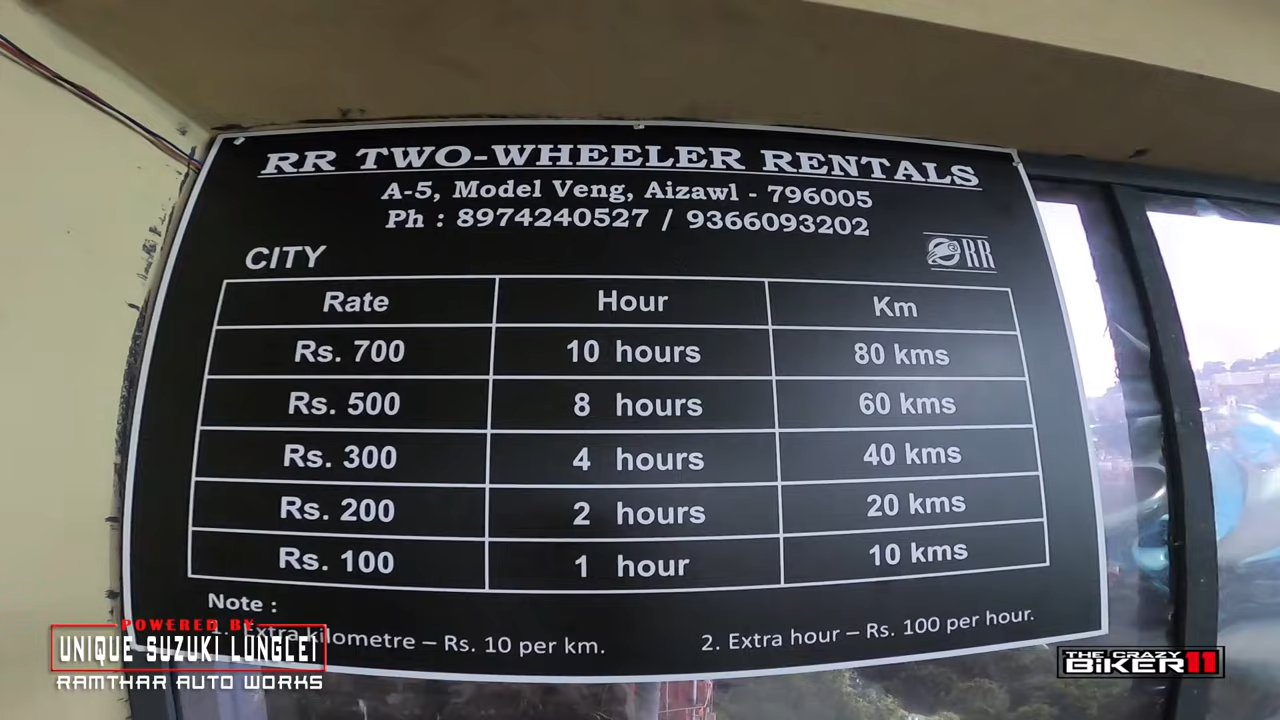 RR TWO-WHEELER RENTALS
A-5, Model Veng, Aizawl - 796005
Ph : 8974240527 / 9366093202
CITY
RR
Rate Hour Km
Rs. 700 10 hours 80 kms
Rs. 500 8 hours 60 kms
Rs. 300 4 hours 40 kms
Rs. 200 2 hours 20 kms
Rs. 100 1 hour 10 kms
Note :
1. Extra kilometre – Rs. 10 per km. 2. Extra hour – Rs. 100 per hour.
POWERED BY
UNIQUE SUZUKI LUNGLEI
RAMTHAR AUTO WORKS
THE CRAZY
BIKER11